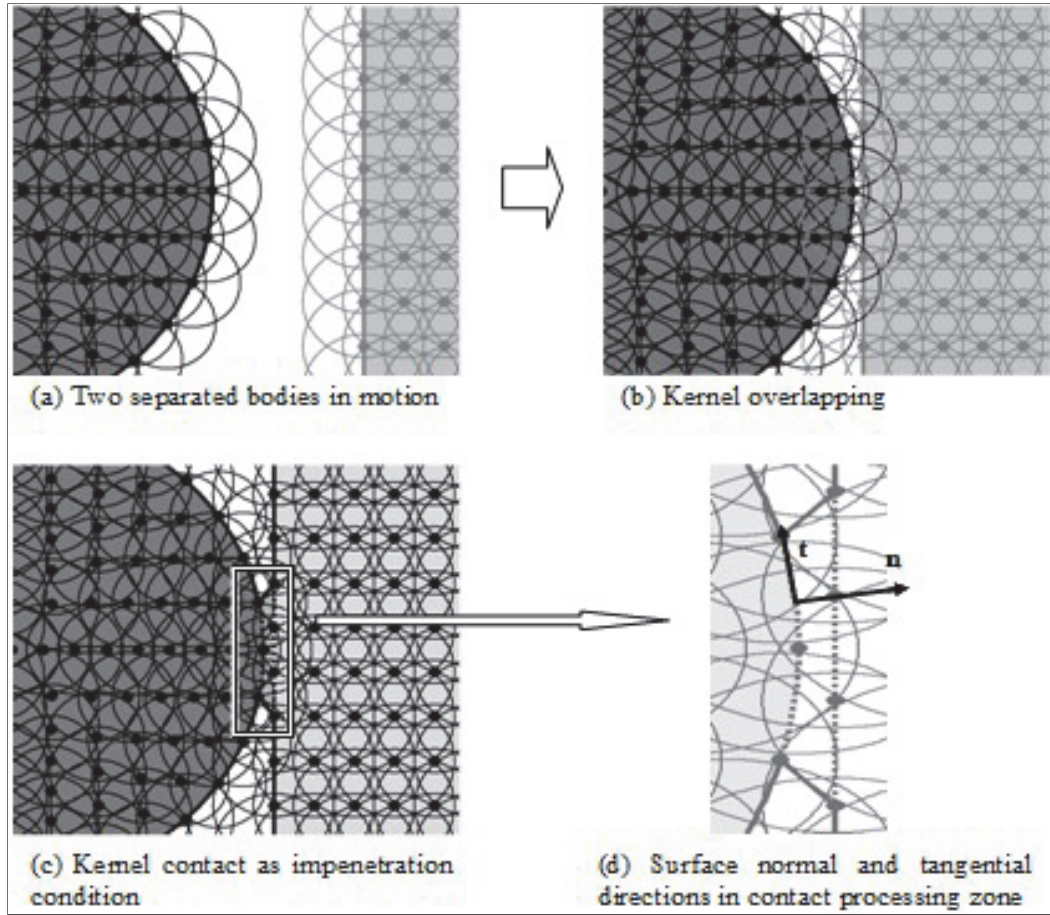 (a) Two separated bodies in motion
(b) Kernel overlapping
t
n
(c) Kernel contact as impenetration
condition
(d) Surface normal and tangential
directions in contact processing zone